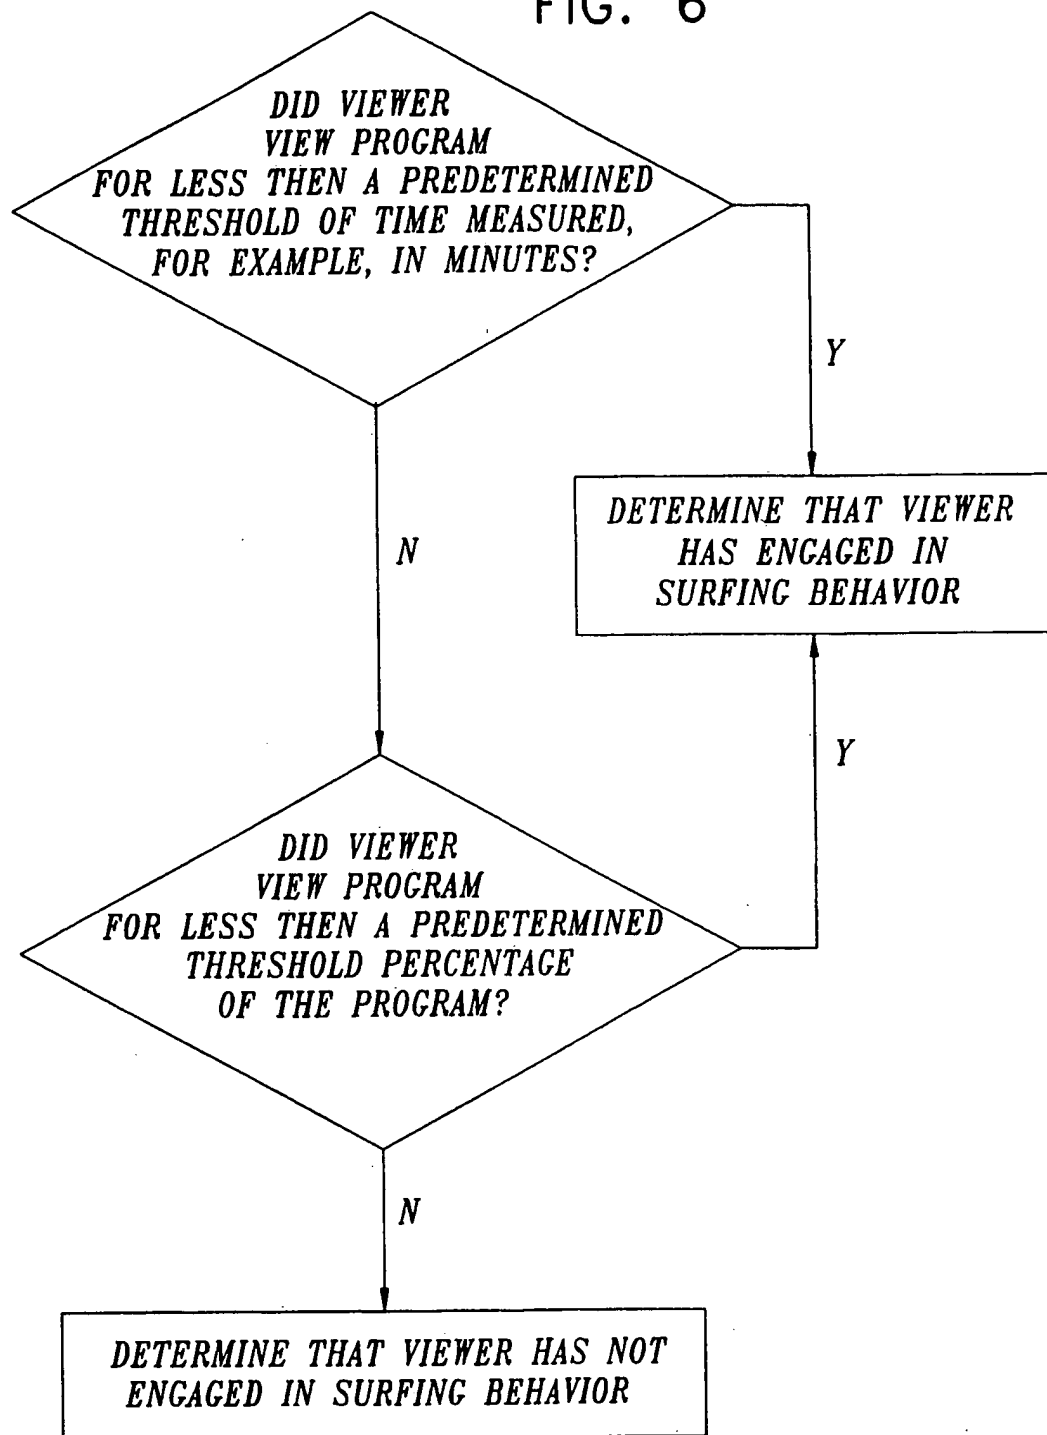 FIG. 6
DID VIEWER
VIEW PROGRAM
FOR LESS THEN A PREDETERMINED
THRESHOLD OF TIME MEASURED,
FOR EXAMPLE, IN MINUTES?
Y
DETERMINE THAT VIEWER
HAS ENGAGED IN
SURFING BEHAVIOR
N
Y
DID VIEWER
VIEW PROGRAM
FOR LESS THEN A PREDETERMINED
THRESHOLD PERCENTAGE
OF THE PROGRAM?
N
DETERMINE THAT VIEWER HAS NOT
ENGAGED IN SURFING BEHAVIOR